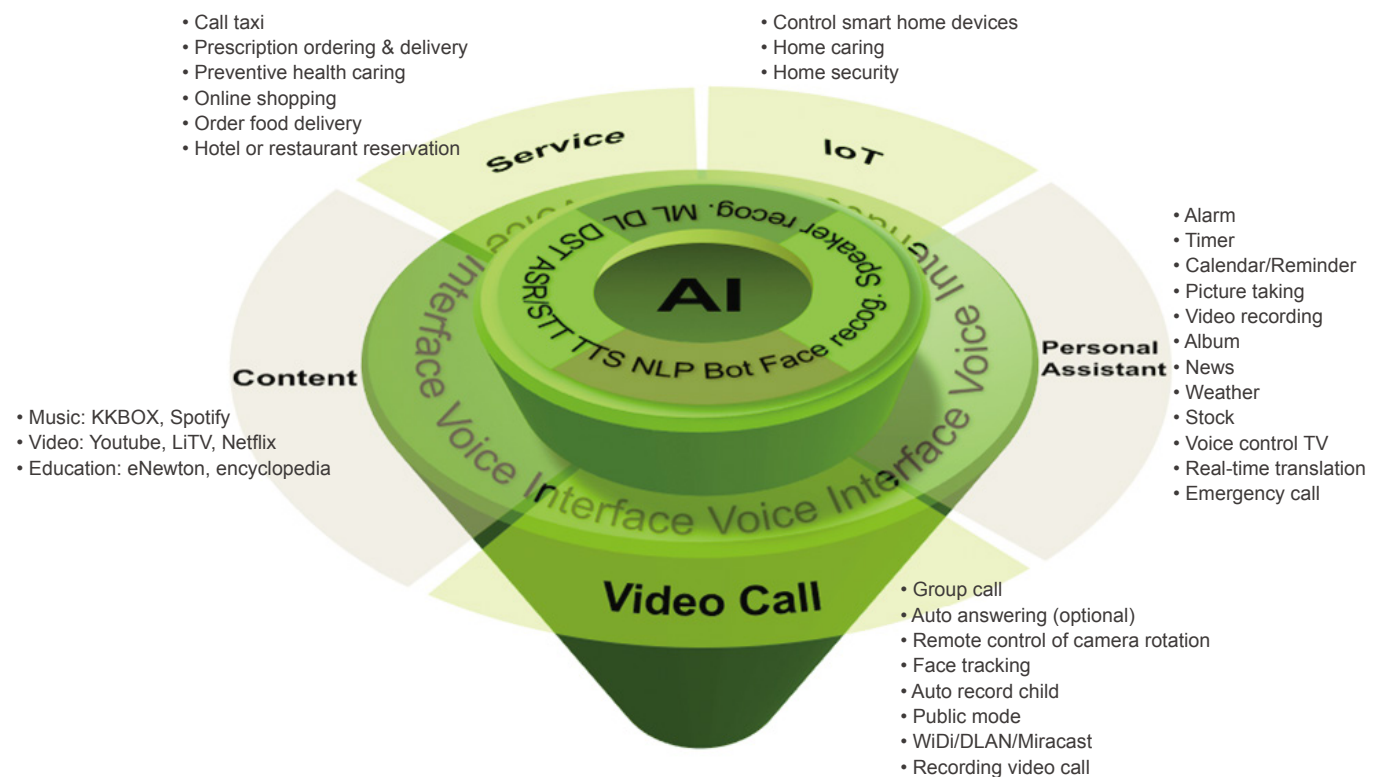 • Call taxi
• Prescription ordering & delivery
• Preventive health caring
• Online shopping
• Order food delivery
• Hotel or restaurant reservation
• Control smart home devices
• Home caring
• Home security
Service
IoT
Content
• Music: KKBOX, Spotify
• Video: Youtube, LiTV, Netflix
• Education: eNewton, encyclopedia
AI
ASR/STT TTS NLP Bot Face recog. Speaker recog. ML DL DST
Voice Interface Voice Interface Voice Interface
Personal
Assistant
• Alarm
• Timer
• Calendar/Reminder
• Picture taking
• Video recording
• Album
• News
• Weather
• Stock
• Voice control TV
• Real-time translation
• Emergency call
Video Call
• Group call
• Auto answering (optional)
• Remote control of camera rotation
• Face tracking
• Auto record child
• Public mode
• WiDi/DLAN/Miracast
• Recording video call